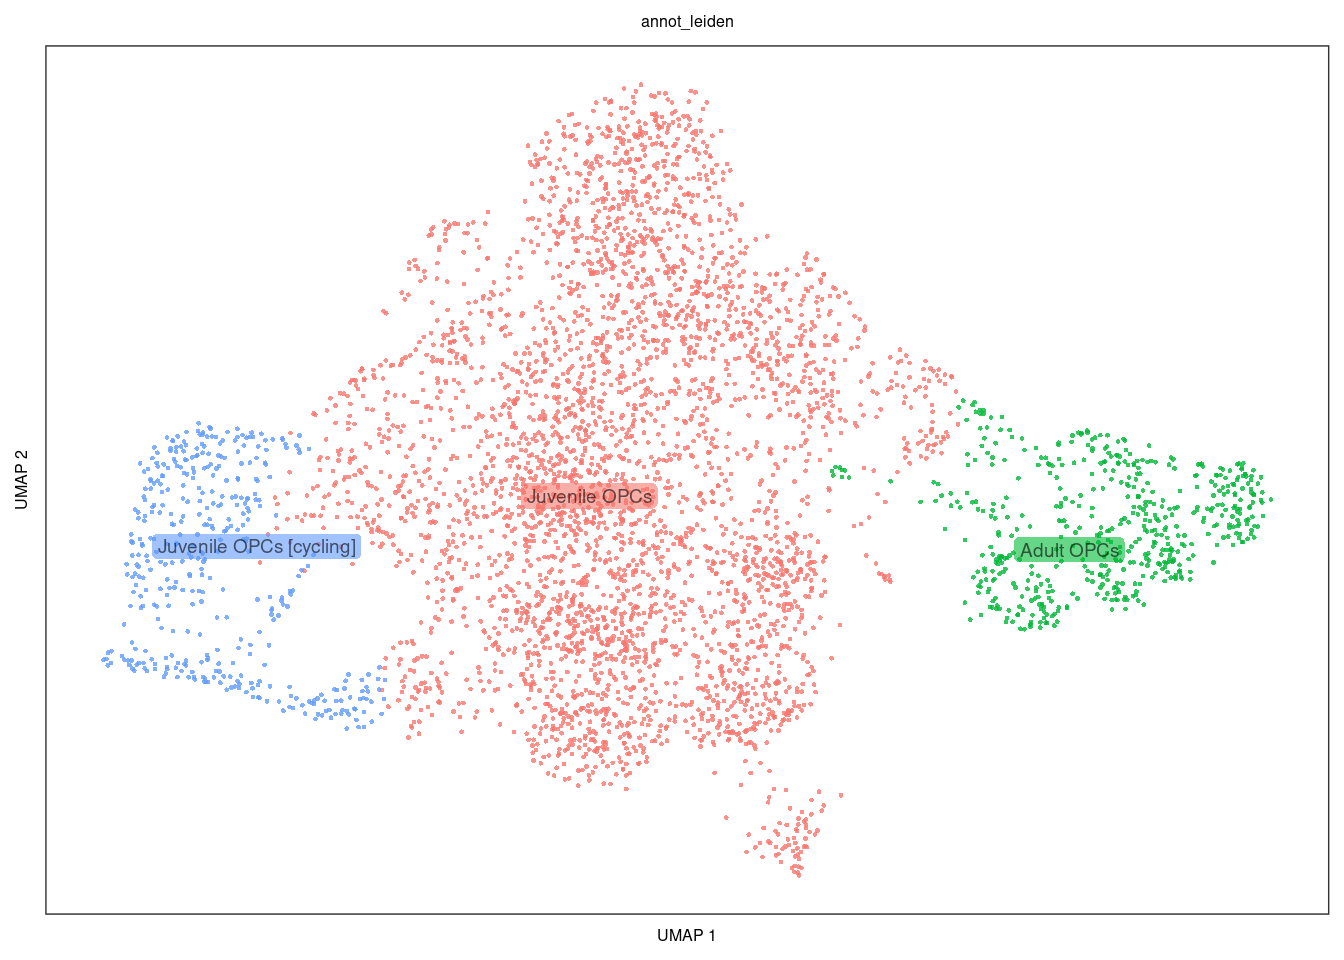 annot_leiden
Juvenile OPCs
Juvenile OPCs [cycling]
Adult OPCs
UMAP 2
UMAP 1